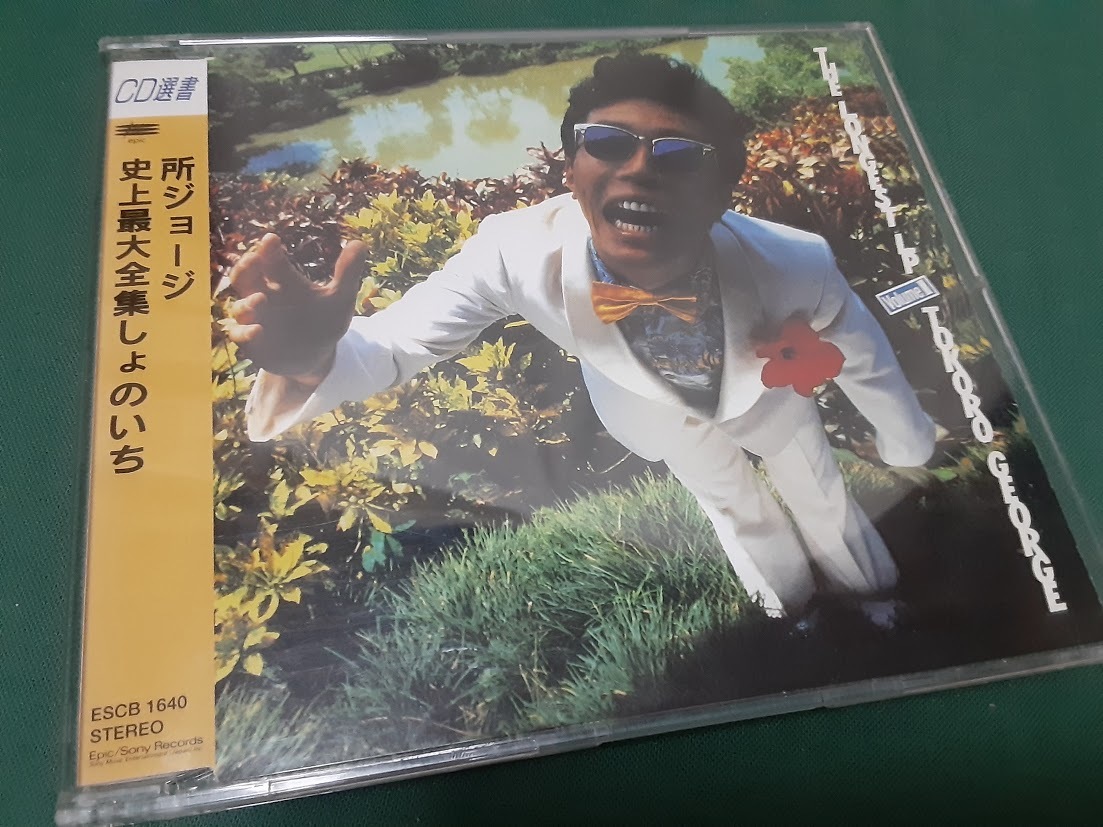 CD選書
epic
所ジョージ
史上最大全集しょのいち
ESCB 1640
STEREO
Epic/Sony Records
THE LONGEST LP
Volume 1
TOKORO GEORGE